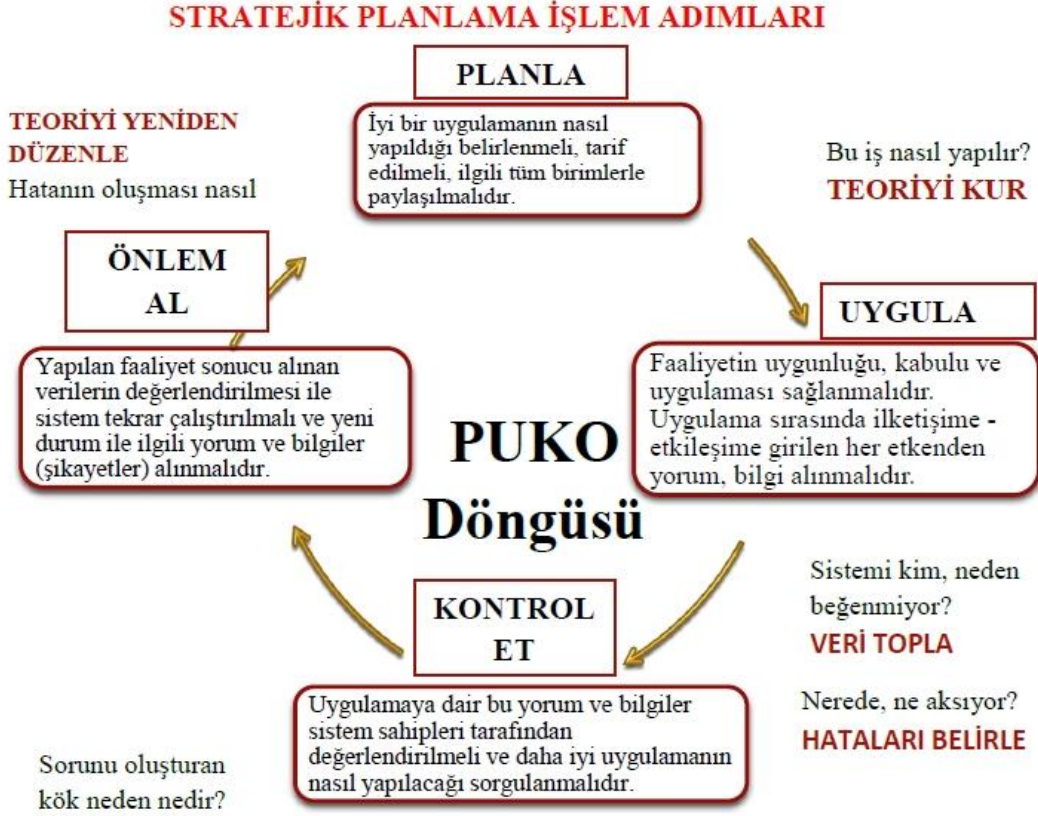 STRATEJİK PLANLAMA İŞLEM ADIMLARI
PLANLA
İyi bir uygulamanın nasıl
yapıldığı belirlenmeli, tarif
edilmeli, ilgili tüm birimlerle
paylaşılmalıdır.
TEORİYİ YENİDEN
DÜZENLE
Hatanın oluşması nasıl
Bu iş nasıl yapılır?
TEORİYİ KUR
ÖNLEM
AL
Yapılan faaliyet sonucu alınan
verilerin değerlendirilmesi ile
sistem tekrar çalıştırılmalı ve yeni
durum ile ilgili yorum ve bilgiler
(şikayetler) alınmalıdır.
UYGULA
Faaliyetin uygunluğu, kabulu ve
uygulaması sağlanmalıdır.
Uygulama sırasında ilketişime -
etkileşime girilen her etkenden
yorum, bilgi alınmalıdır.
PUKO
Döngüsü
KONTROL
ET
Uygulamaya dair bu yorum ve bilgiler
sistem sahipleri tarafından
değerlendirilmeli ve daha iyi uygulamanın
nasıl yapılacağı sorgulanmalıdır.
Sistemi kim, neden
beğenmiyor?
VERİ TOPLA
Nerede, ne aksıyor?
HATALARI BELİRLE
Sorunu oluşturan
kök neden nedir?